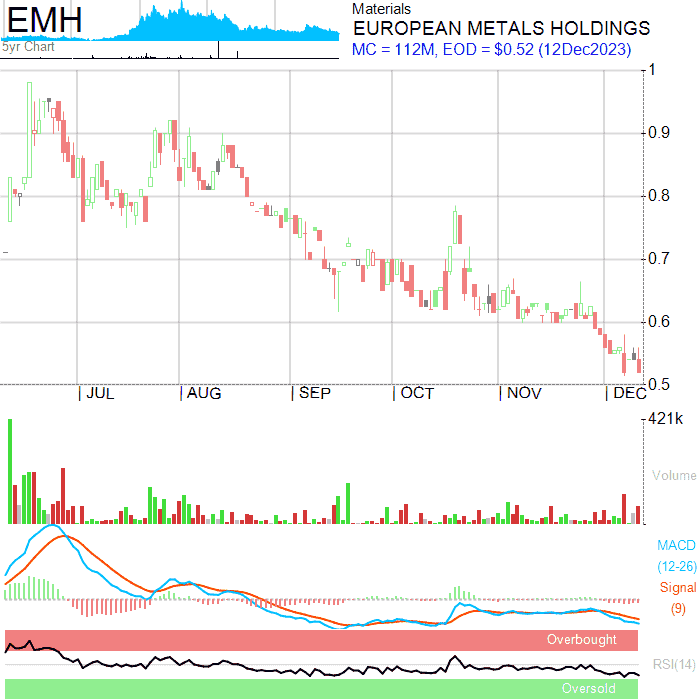 EMH
5yr Chart
Materials
EUROPEAN METALS HOLDINGS
MC = 112M, EOD = $0.52 (12Dec2023)
1
0.9
0.8
0.7
0.6
0.5
JUL AUG SEP OCT NOV DEC
421k
Volume
MACD
(12-26)
Signal
(9)
Overbought
RSI(14)
Oversold